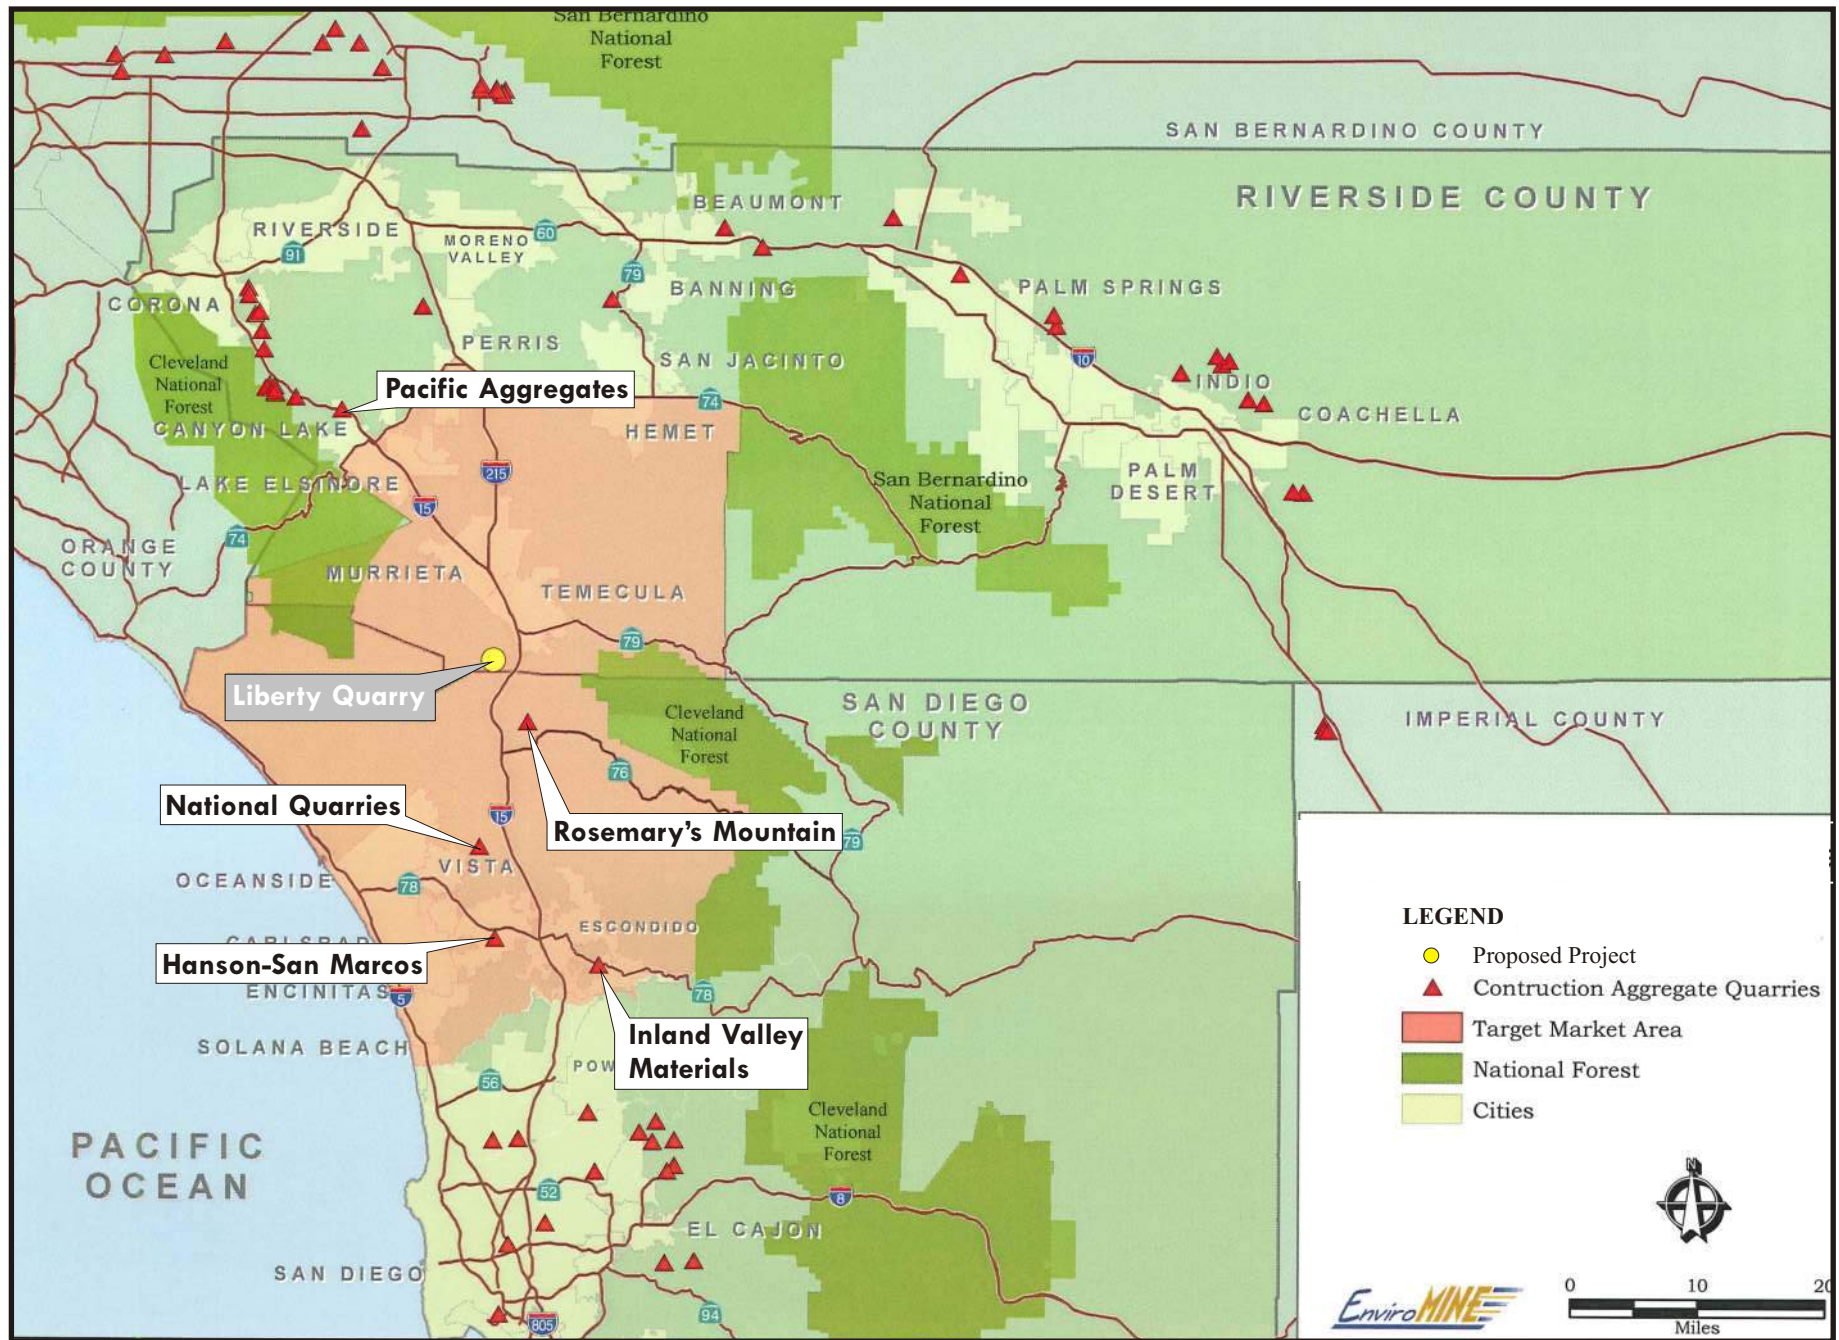 San Bernardino
National
Forest
SAN BERNARDINO COUNTY
RIVERSIDE COUNTY
BEAUMONT
RIVERSIDE
MORENO
VALLEY
60
91
79
BANNING
PALM SPRINGS
CORONA
PERRIS
SAN JACINTO
10
Cleveland
National
Forest
Pacific Aggregates
74
INDIO
COACHELLA
CANYON LAKE
HEMET
215
LAKE ELSINORE
15
San Bernardino
National
Forest
PALM
DESERT
74
ORANGE
COUNTY
MURRIETA
TEMECULA
79
Liberty Quarry
Cleveland
National
Forest
SAN DIEGO
COUNTY
IMPERIAL COUNTY
76
National Quarries
15
Rosemary's Mountain
79
VISTA
OCEANSIDE
78
ESCONDIDO
CARLSBAD
Hanson-San Marcos
ENCINITAS
5
78
SOLANA BEACH
Inland Valley
Materials
56
POW
PACIFIC
OCEAN
Cleveland
National
Forest
52
8
EL CAJON
SAN DIEGO
94
805
LEGEND
Proposed Project
Contruction Aggregate Quarries
Target Market Area
National Forest
Cities
N
EnviroMINE
0 10 20
Miles